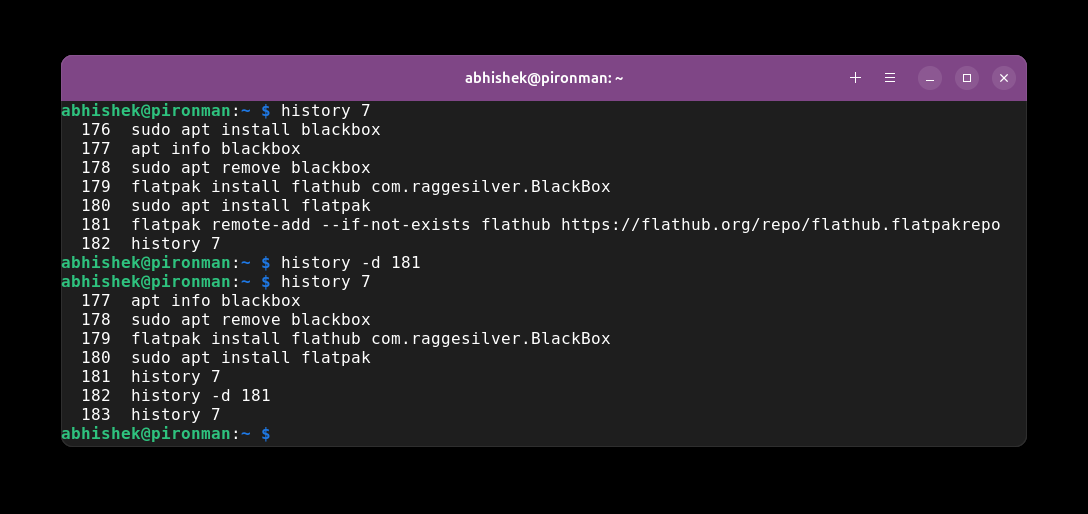 abhishek@pironman: ~
abhishek@pironman:~ $ history 7
176 sudo apt install blackbox
177 apt info blackbox
178 sudo apt remove blackbox
179 flatpak install flathub com.raggesilver.BlackBox
180 sudo apt install flatpak
181 flatpak remote-add --if-not-exists flathub https://flathub.org/repo/flathub.flatpakrepo
182 history 7
abhishek@pironman:~ $ history -d 181
abhishek@pironman:~ $ history 7
177 apt info blackbox
178 sudo apt remove blackbox
179 flatpak install flathub com.raggesilver.BlackBox
180 sudo apt install flatpak
181 history 7
182 history -d 181
183 history 7
abhishek@pironman:~ $